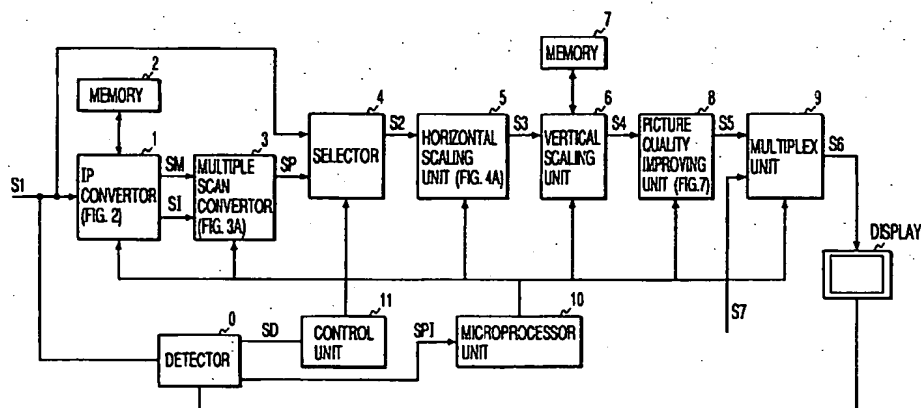 7
MEMORY
2
MEMORY
4
SELECTOR
S2
5
HORIZONTAL
SCALING
UNIT (FIG. 4A)
S3
6
VERTICAL
SCALING
UNIT
S4
8
PICTURE
QUALITY
IMPROVING
UNIT (FIG.7)
S5
9
MULTIPLEX
UNIT
S6
S1
1
IP
CONVERTOR
(FIG. 2)
SM
SI
3
MULTIPLE
SCAN
CONVERTOR
(FIG. 3A)
SP
DISPLAY
S7
0
DETECTOR
SD
11
CONTROL
UNIT
SPI
10
MICROPROCESSOR
UNIT